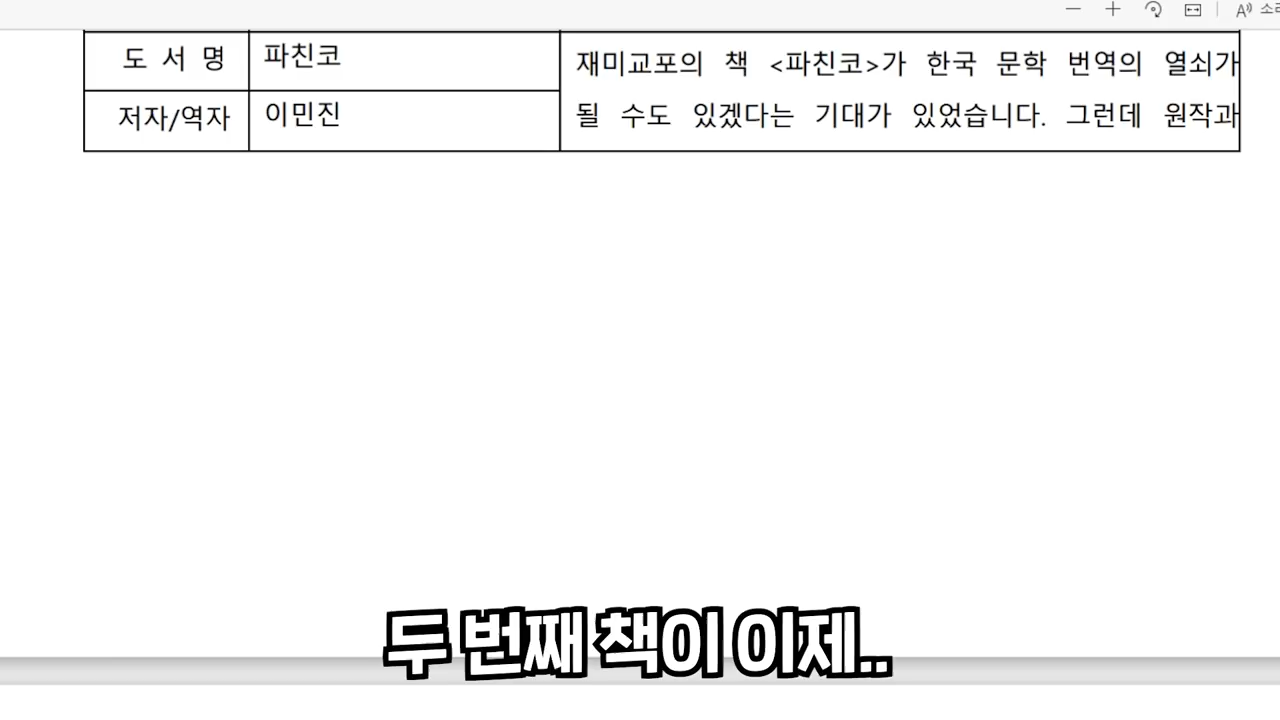 소리
도 서 명
파친코
재미교포의 책 <파친코>가 한국 문학 번역의 열쇠가
저자/역자
이민진
될 수도 있겠다는 기대가 있었습니다. 그런데 원작과
두 번째 책이 이제..